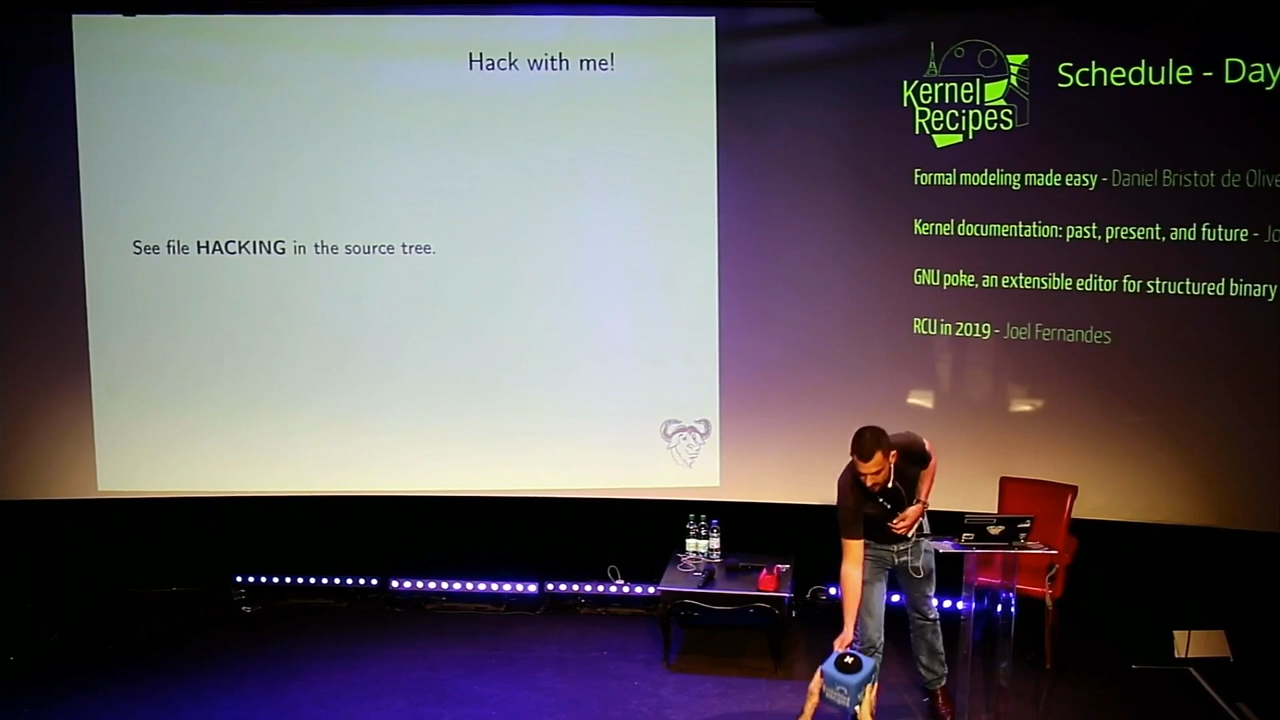 Hack with me!
See file HACKING in the source tree.
Kernel
Recipes
Schedule - Day
Formal modeling made easy - Daniel Bristot de Olive
Kernel documentation: past, present, and future - Jo
GNU poke, an extensible editor for structured binary
RCU in 2019 - Joel Fernandes